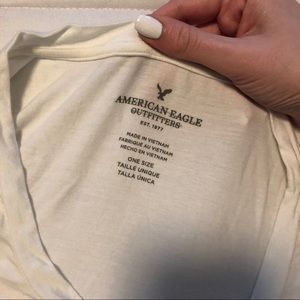 AMERICAN EAGLE
OUTFITTERS
EST. 1977
MADE IN VIETNAM
FABRIQUÉ AU VIETNAM
HECHO EN VIETNAM
ONE SIZE
TAILLE UNIQUE
TALLA ÚNICA